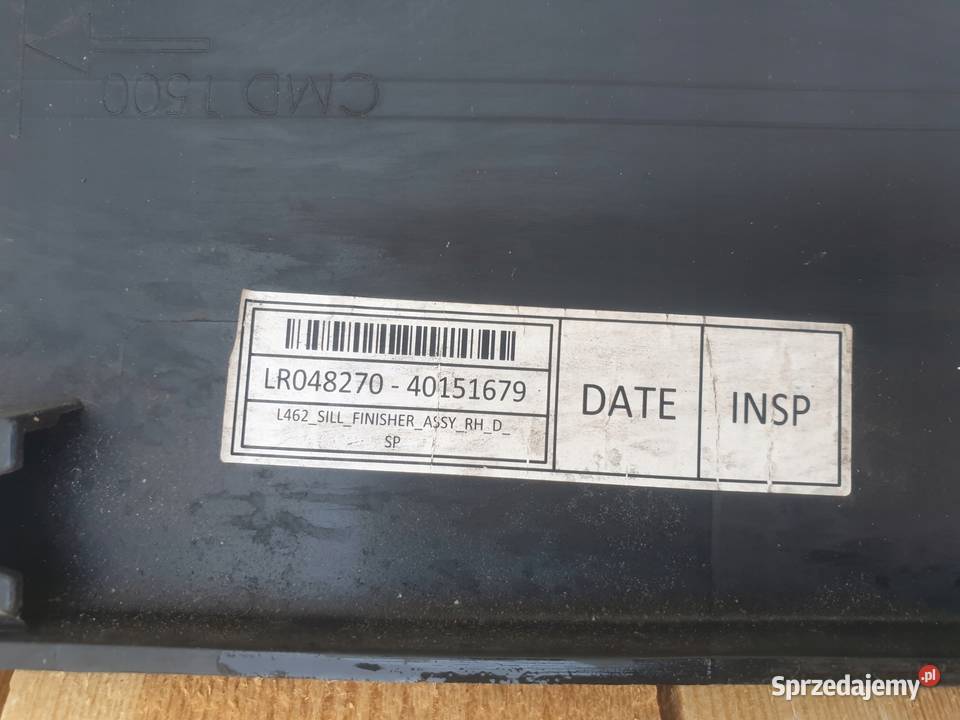 CMD 1500
LR048270 - 40151679
L462_SILL_FINISHER_ASSY_RH_D_
SP
DATE
INSP
Sprzedajemy.pl